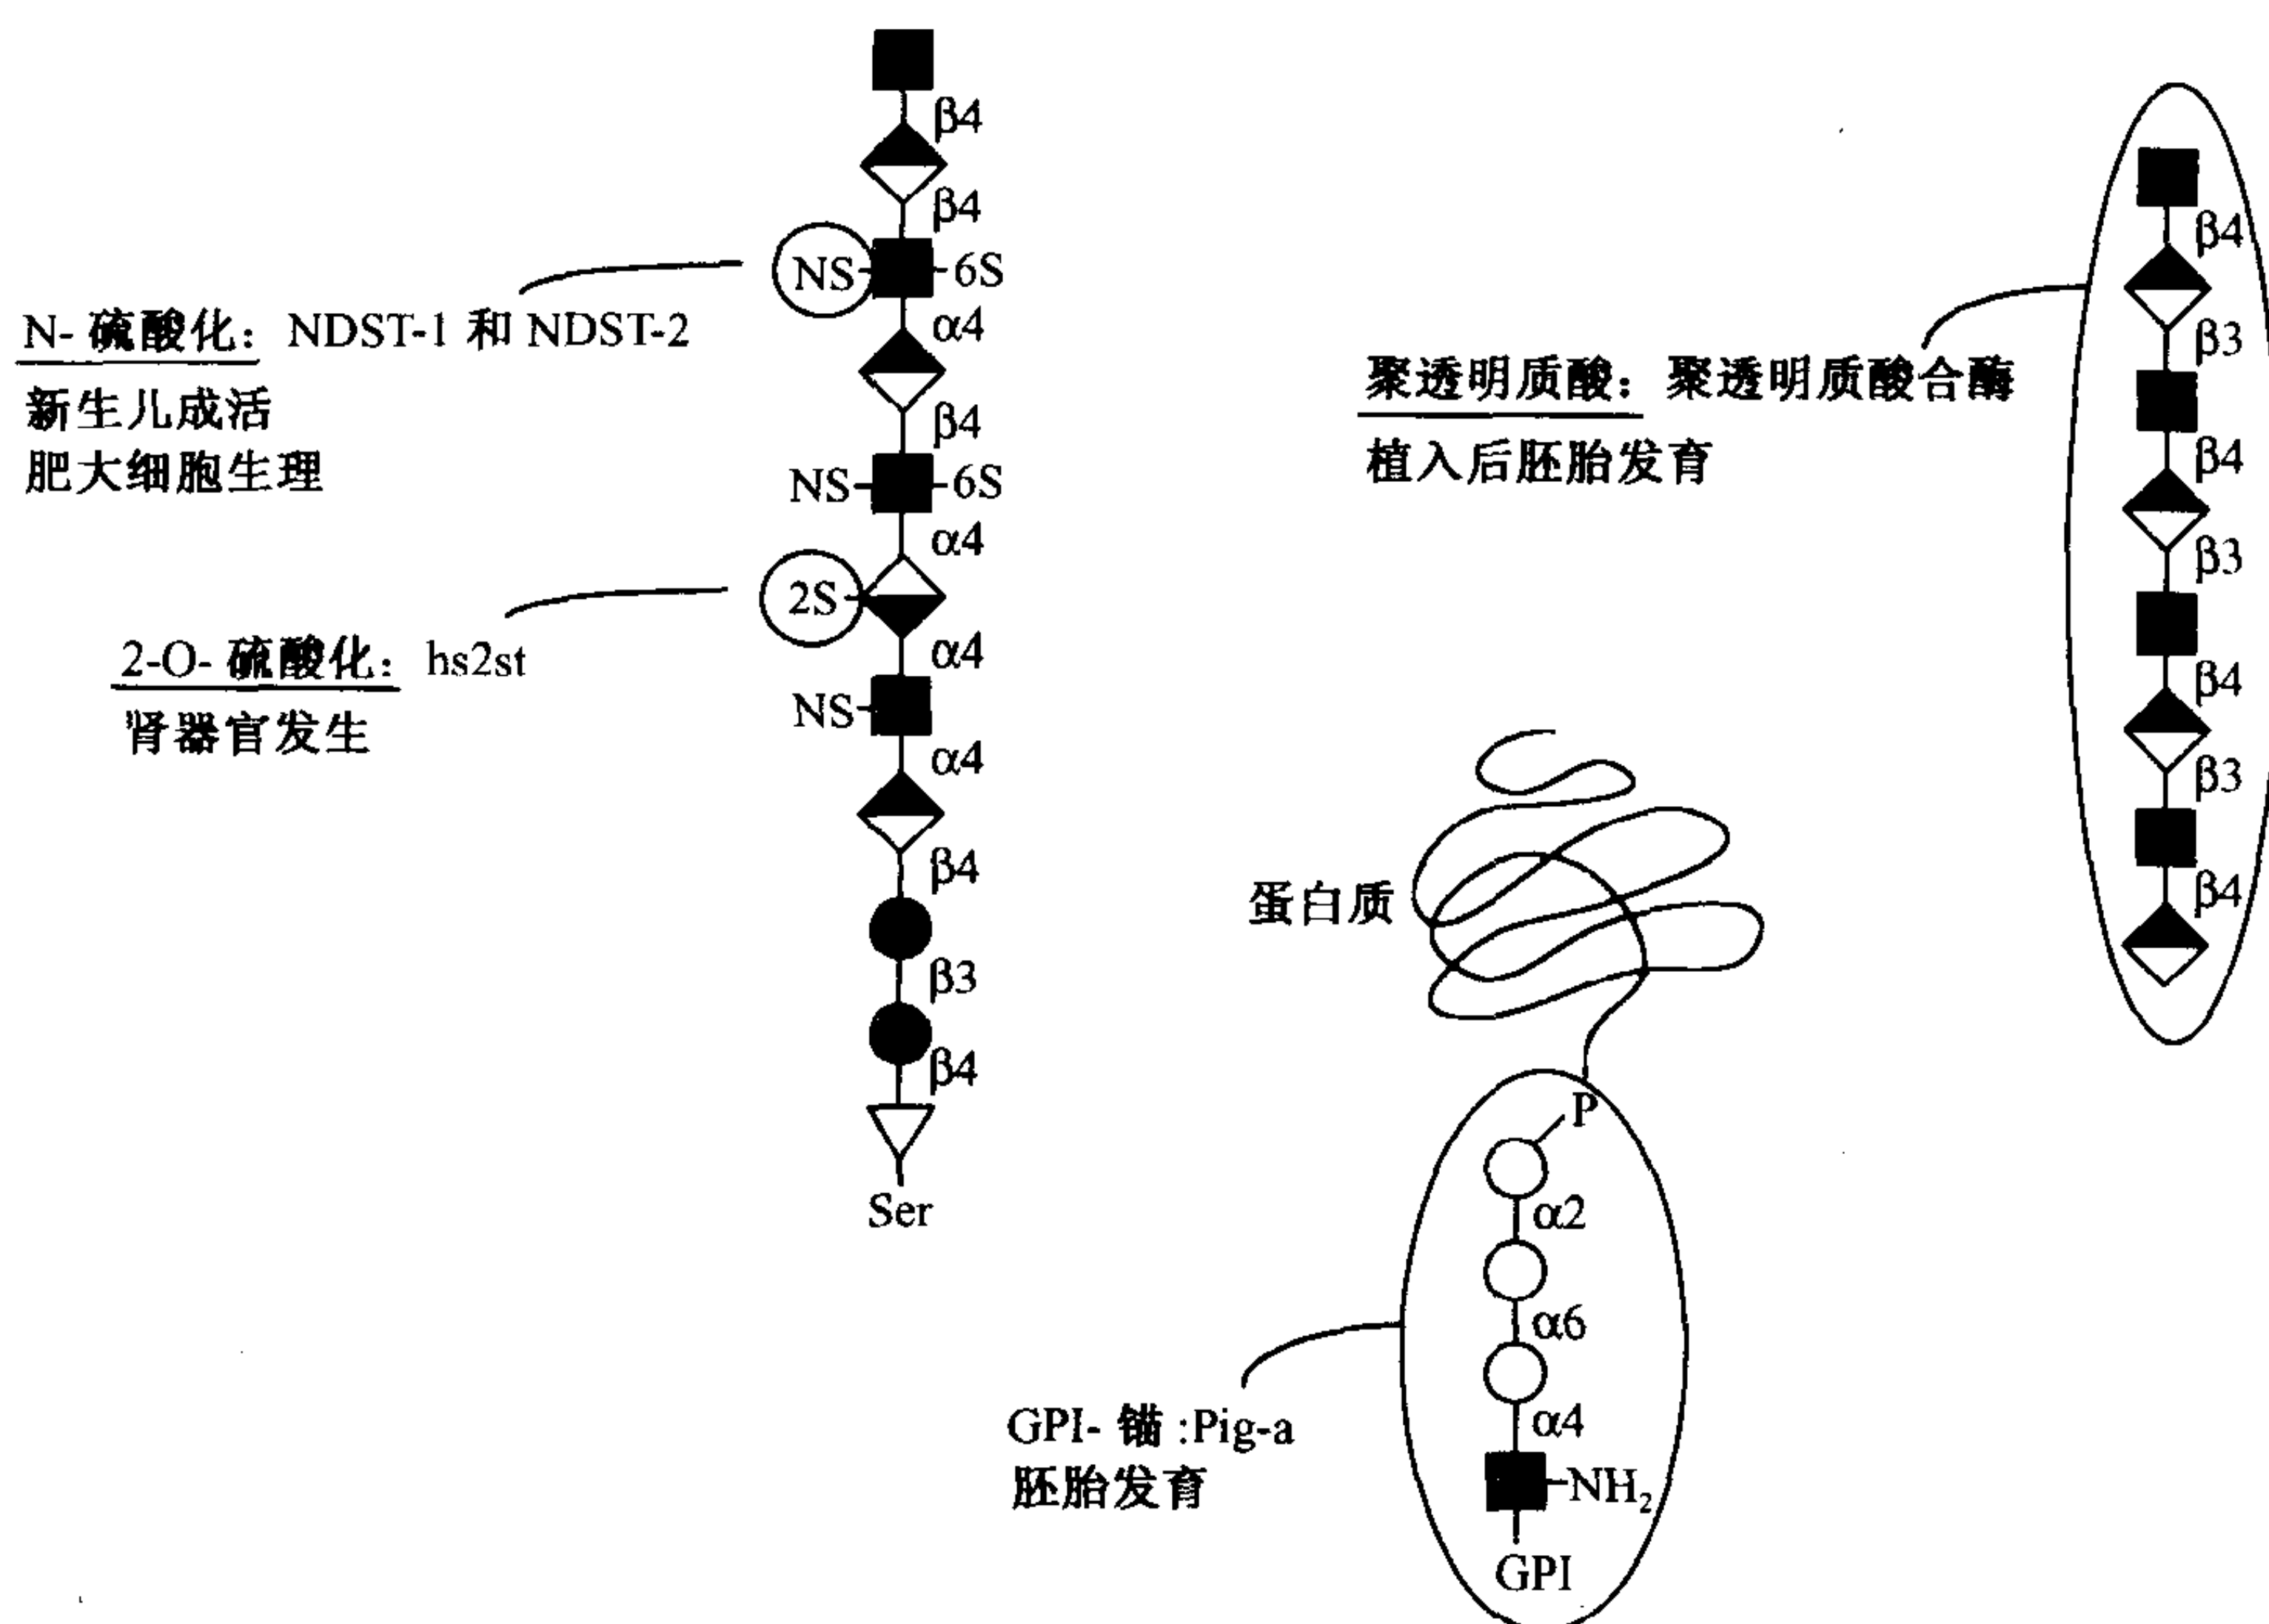 β4
β4
NS
6S
α4
β4
NS
6S
α4
2S
α4
NS
α4
β4
β3
β4
Ser
N- 硫酸化： NDST-1 和 NDST-2
新生儿成活
肥大细胞生理
2-O- 硫酸化： hs2st
肾器官发生
聚透明质酸： 聚透明质酸合酶
植入后胚胎发育
β4
β3
β4
β3
β4
β3
β4
蛋白质
P
α2
α6
α4
NH₂
GPI
GPI- 锚 :Pig-a
胚胎发育